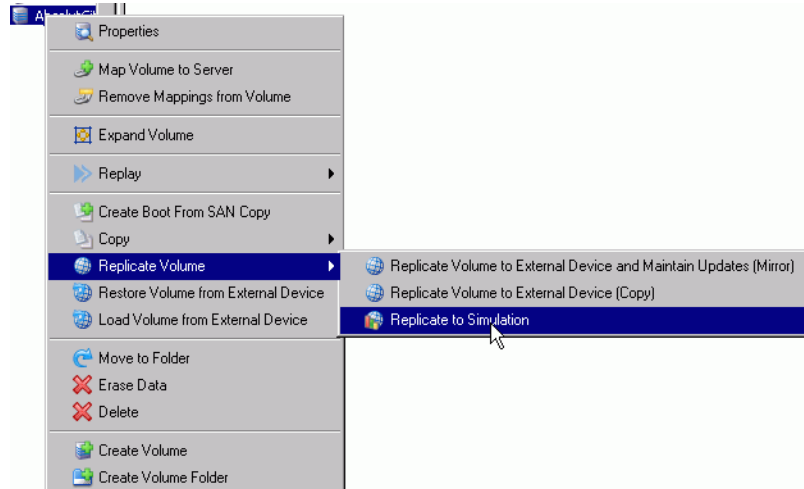 Properties
Map Volume to Server
Remove Mappings from Volume
Expand Volume
Replay
Create Boot From SAN Copy
Copy
Replicate Volume
Replicate Volume to External Device and Maintain Updates (Mirror)
Restore Volume from External Device
Replicate Volume to External Device (Copy)
Load Volume from External Device
Replicate to Simulation
Move to Folder
Erase Data
Delete
Create Volume
Create Volume Folder